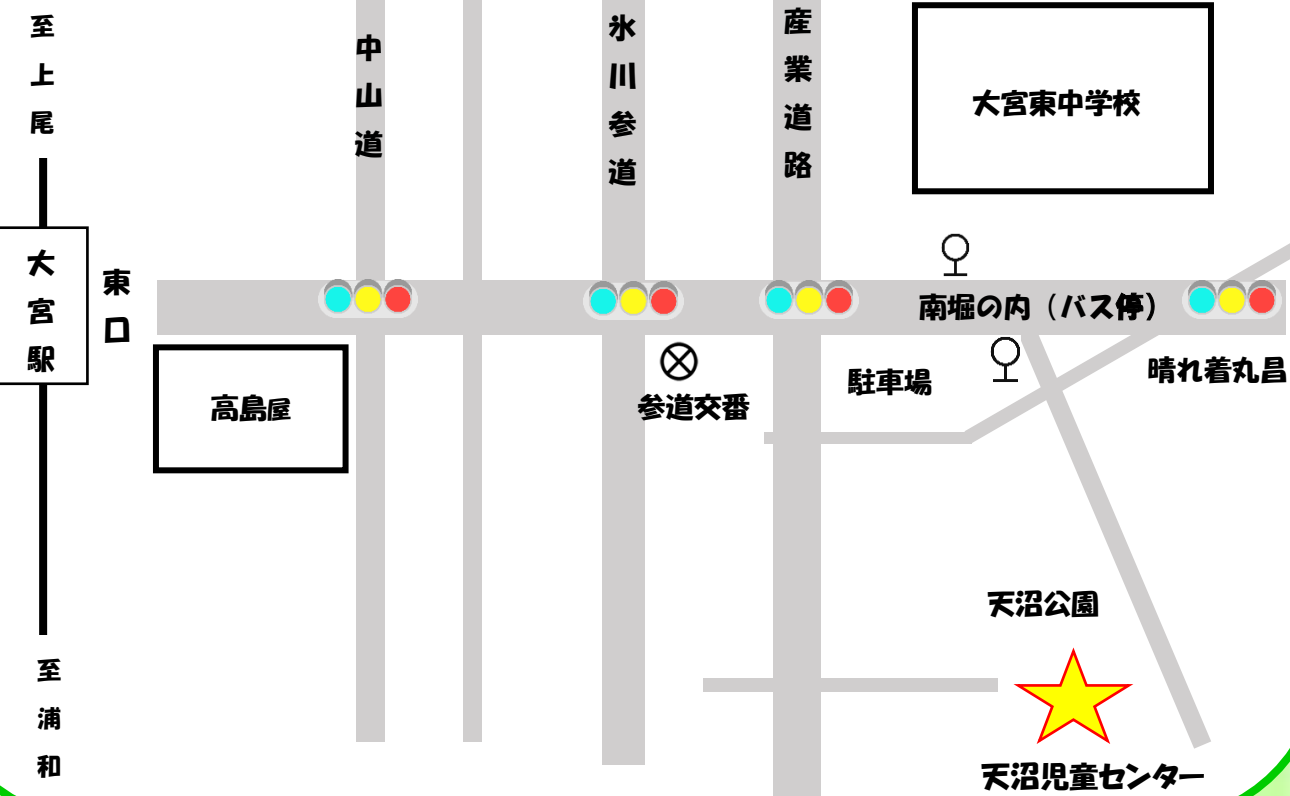 至上尾
中山道
氷川参道
産業道路
大宮東中学校
大宮駅
東口
南堀の内（バス停）
高島屋
参道交番
駐車場
晴れ着丸昌
天沼公園
至浦和
天沼児童センター